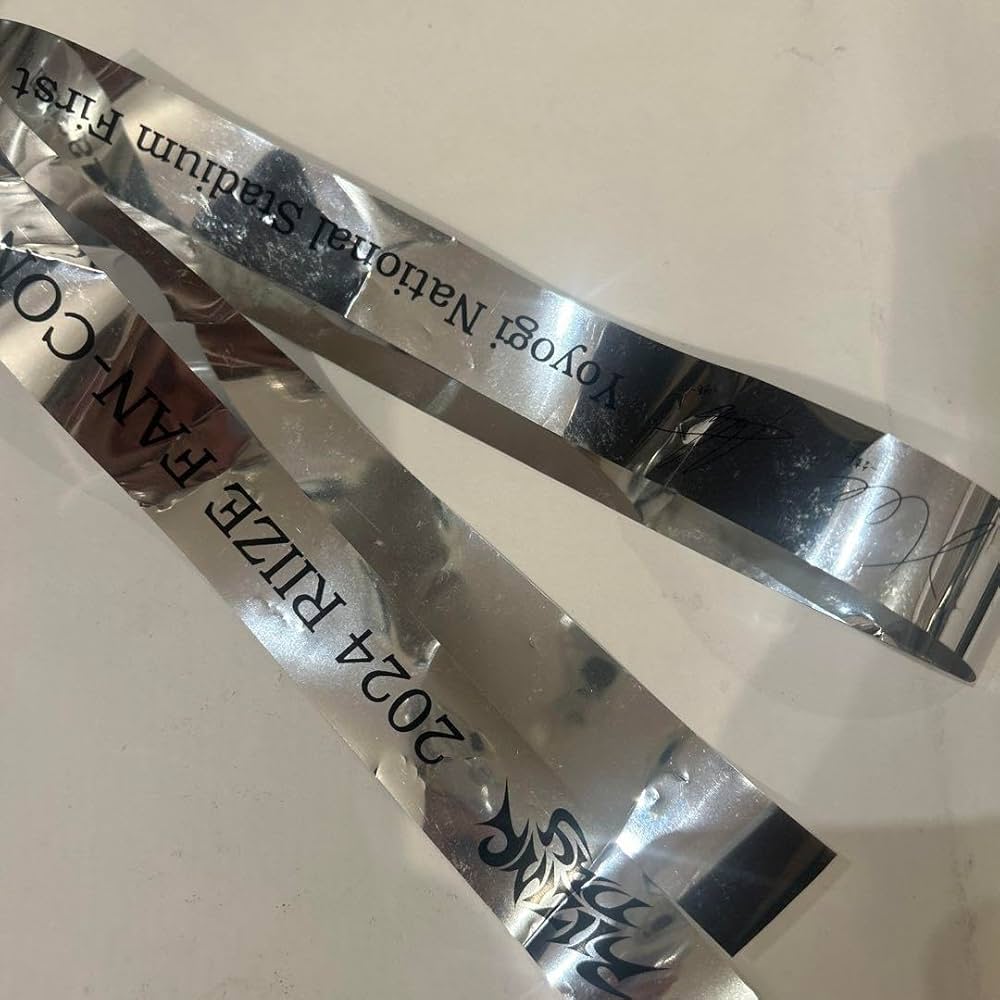 2024 RIIZE FAN-CON
Yoyogi National Stadium First